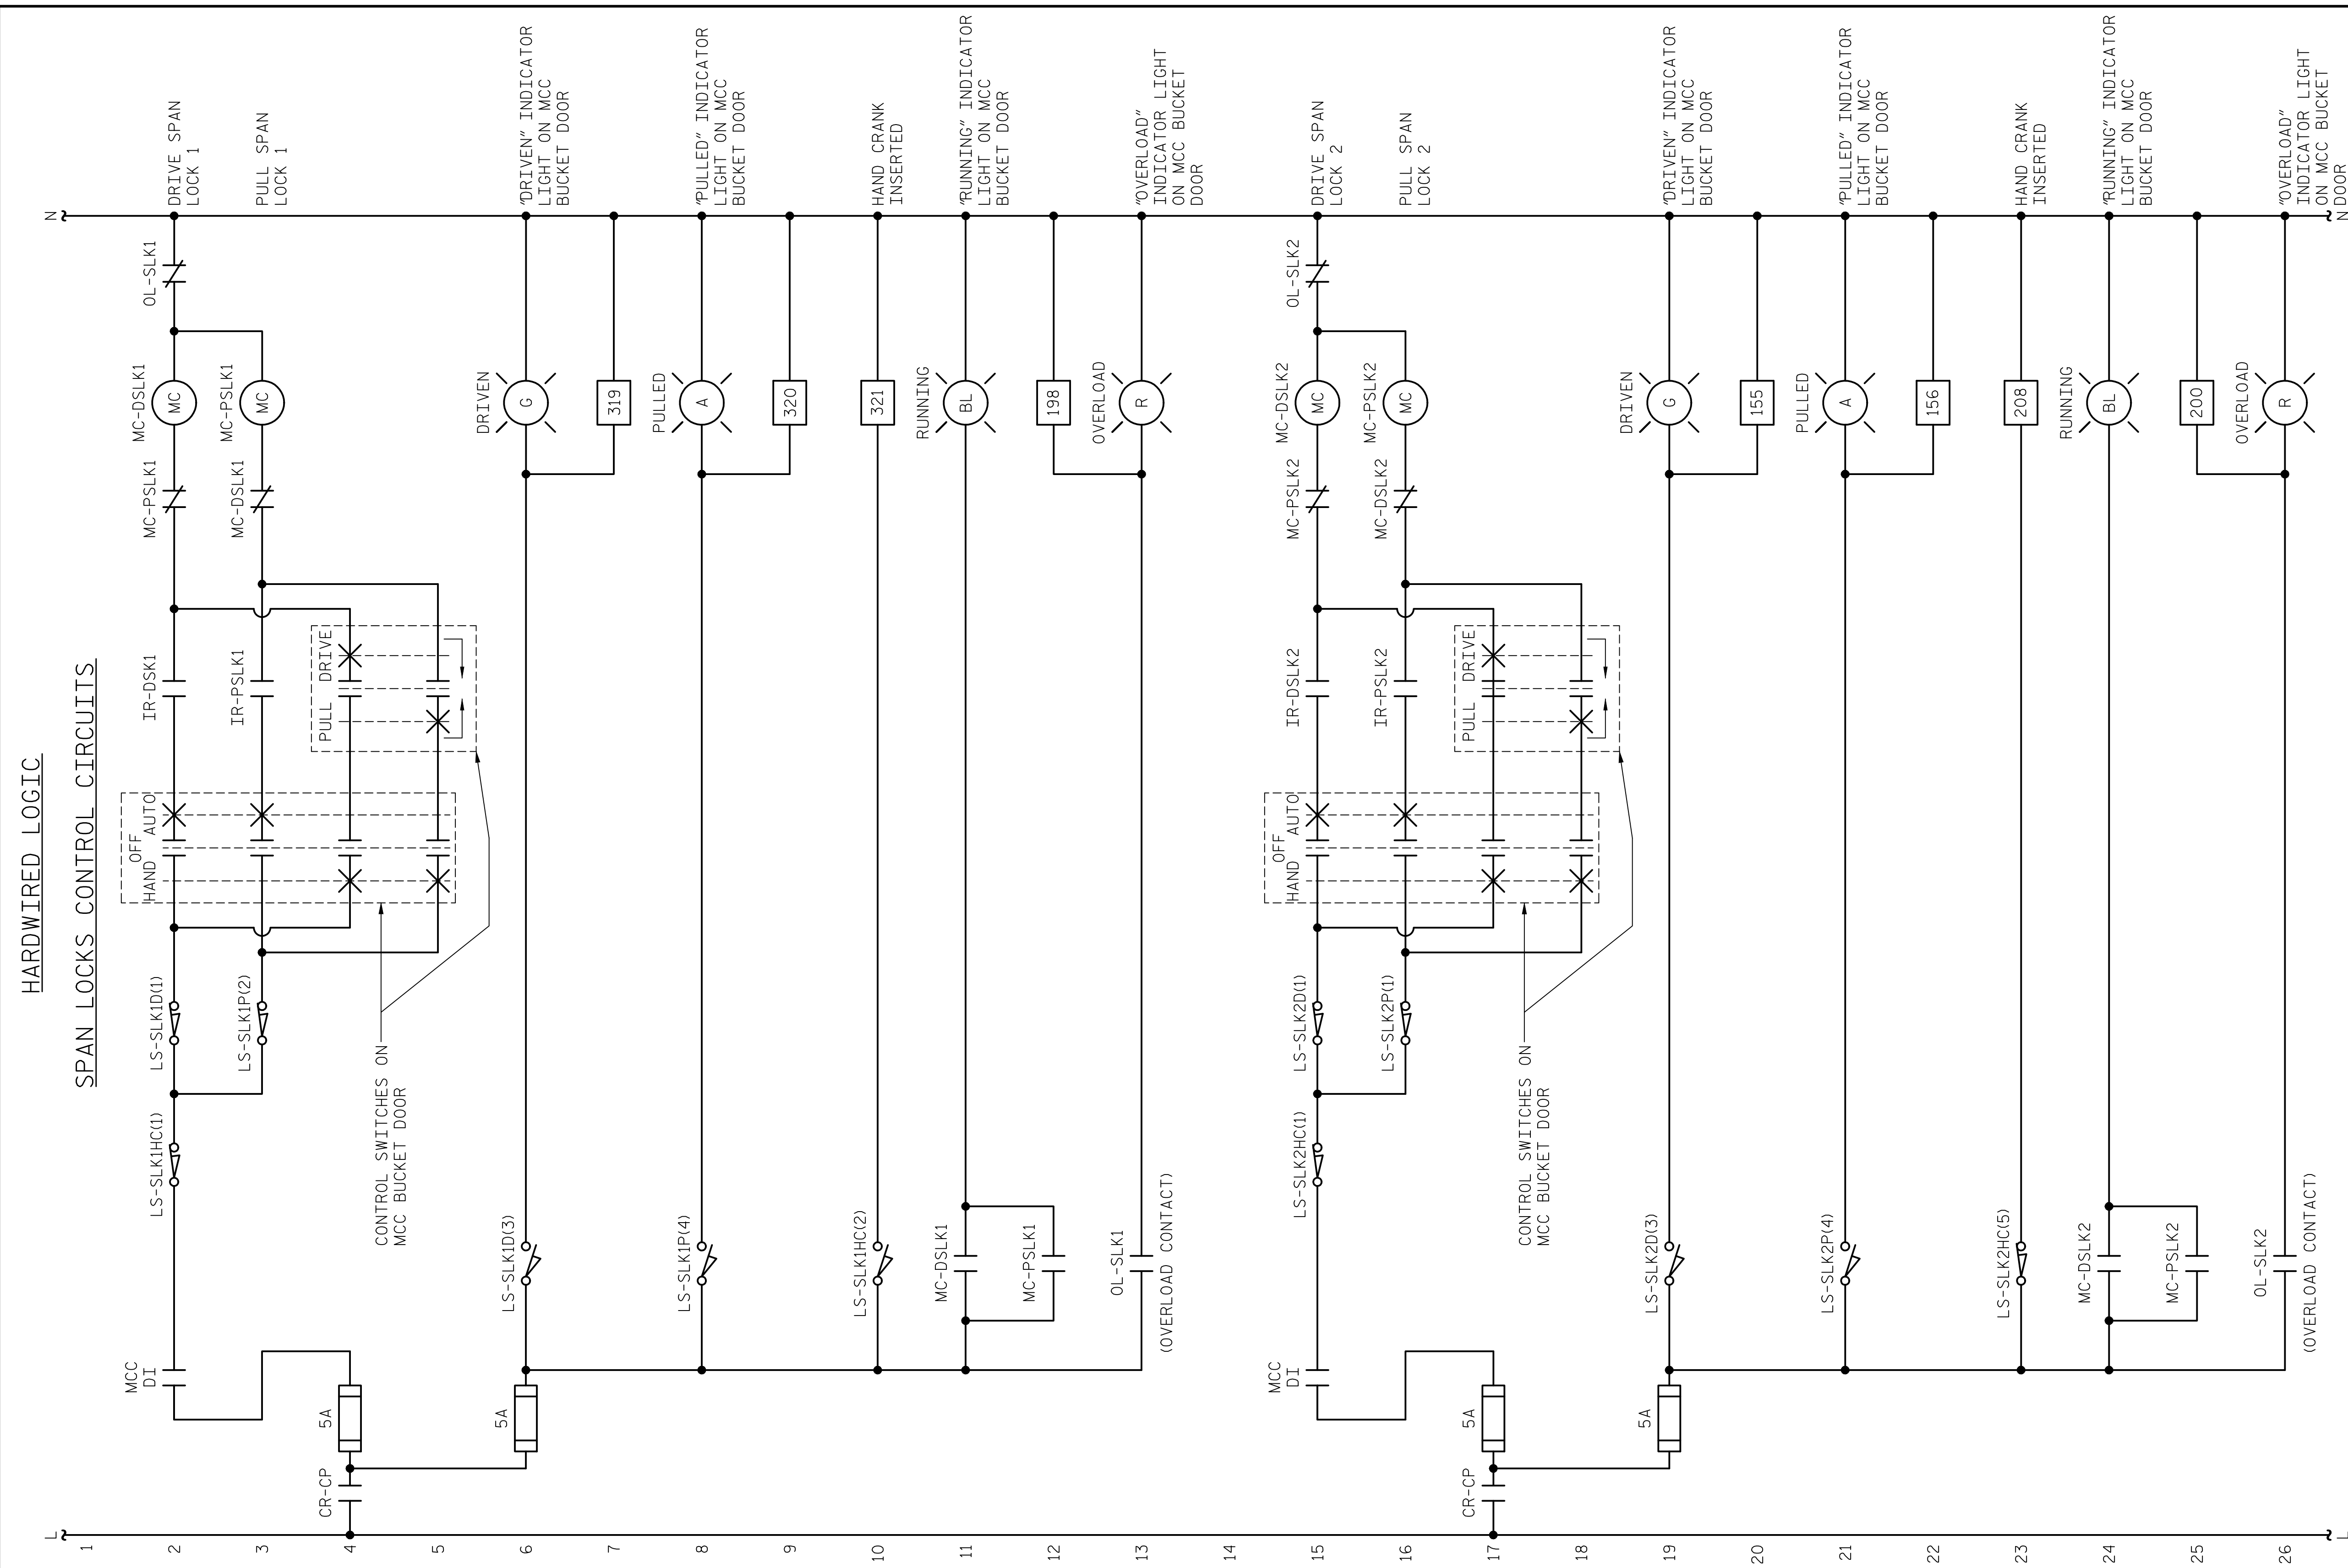 HARDWIRED LOGIC
SPAN LOCKS CONTROL CIRCUITS
L
N
1
2
MCC
DI
LS-SLK1HC(1)
LS-SLK1D(1)
HAND
OFF
AUTO
IR-DSK1
MC-PSLK1
MC-DSLK1
MC
OL-SLK1
DRIVE SPAN
LOCK 1
3
LS-SLK1P(2)
IR-PSLK1
MC-DSLK1
MC-PSLK1
MC
PULL SPAN
LOCK 1
4
CR-CP
5A
PULL
DRIVE
5
CONTROL SWITCHES ON
MCC BUCKET DOOR
6
5A
LS-SLK1D(3)
DRIVEN
G
"DRIVEN" INDICATOR
LIGHT ON MCC
BUCKET DOOR
7
319
8
LS-SLK1P(4)
PULLED
A
"PULLED" INDICATOR
LIGHT ON MCC
BUCKET DOOR
9
320
10
LS-SLK1HC(2)
321
HAND CRANK
INSERTED
11
MC-DSLK1
RUNNING
BL
"RUNNING" INDICATOR
LIGHT ON MCC
BUCKET DOOR
12
MC-PSLK1
198
13
OL-SLK1
(OVERLOAD CONTACT)
OVERLOAD
R
"OVERLOAD"
INDICATOR LIGHT
ON MCC BUCKET
DOOR
14
15
MCC
DI
LS-SLK2HC(1)
LS-SLK2D(1)
HAND
OFF
AUTO
IR-DSLK2
MC-PSLK2
MC-DSLK2
MC
OL-SLK2
DRIVE SPAN
LOCK 2
16
LS-SLK2P(1)
IR-PSLK2
MC-DSLK2
MC-PSLK2
MC
PULL SPAN
LOCK 2
17
CR-CP
5A
PULL
DRIVE
18
CONTROL SWITCHES ON
MCC BUCKET DOOR
19
5A
LS-SLK2D(3)
DRIVEN
G
"DRIVEN" INDICATOR
LIGHT ON MCC
BUCKET DOOR
20
155
21
LS-SLK2P(4)
PULLED
A
"PULLED" INDICATOR
LIGHT ON MCC
BUCKET DOOR
22
156
23
LS-SLK2HC(5)
208
HAND CRANK
INSERTED
24
MC-DSLK2
RUNNING
BL
"RUNNING" INDICATOR
LIGHT ON MCC
BUCKET DOOR
25
MC-PSLK2
200
26
OL-SLK2
(OVERLOAD CONTACT)
OVERLOAD
R
"OVERLOAD"
INDICATOR LIGHT
ON MCC BUCKET
DOOR
L
N